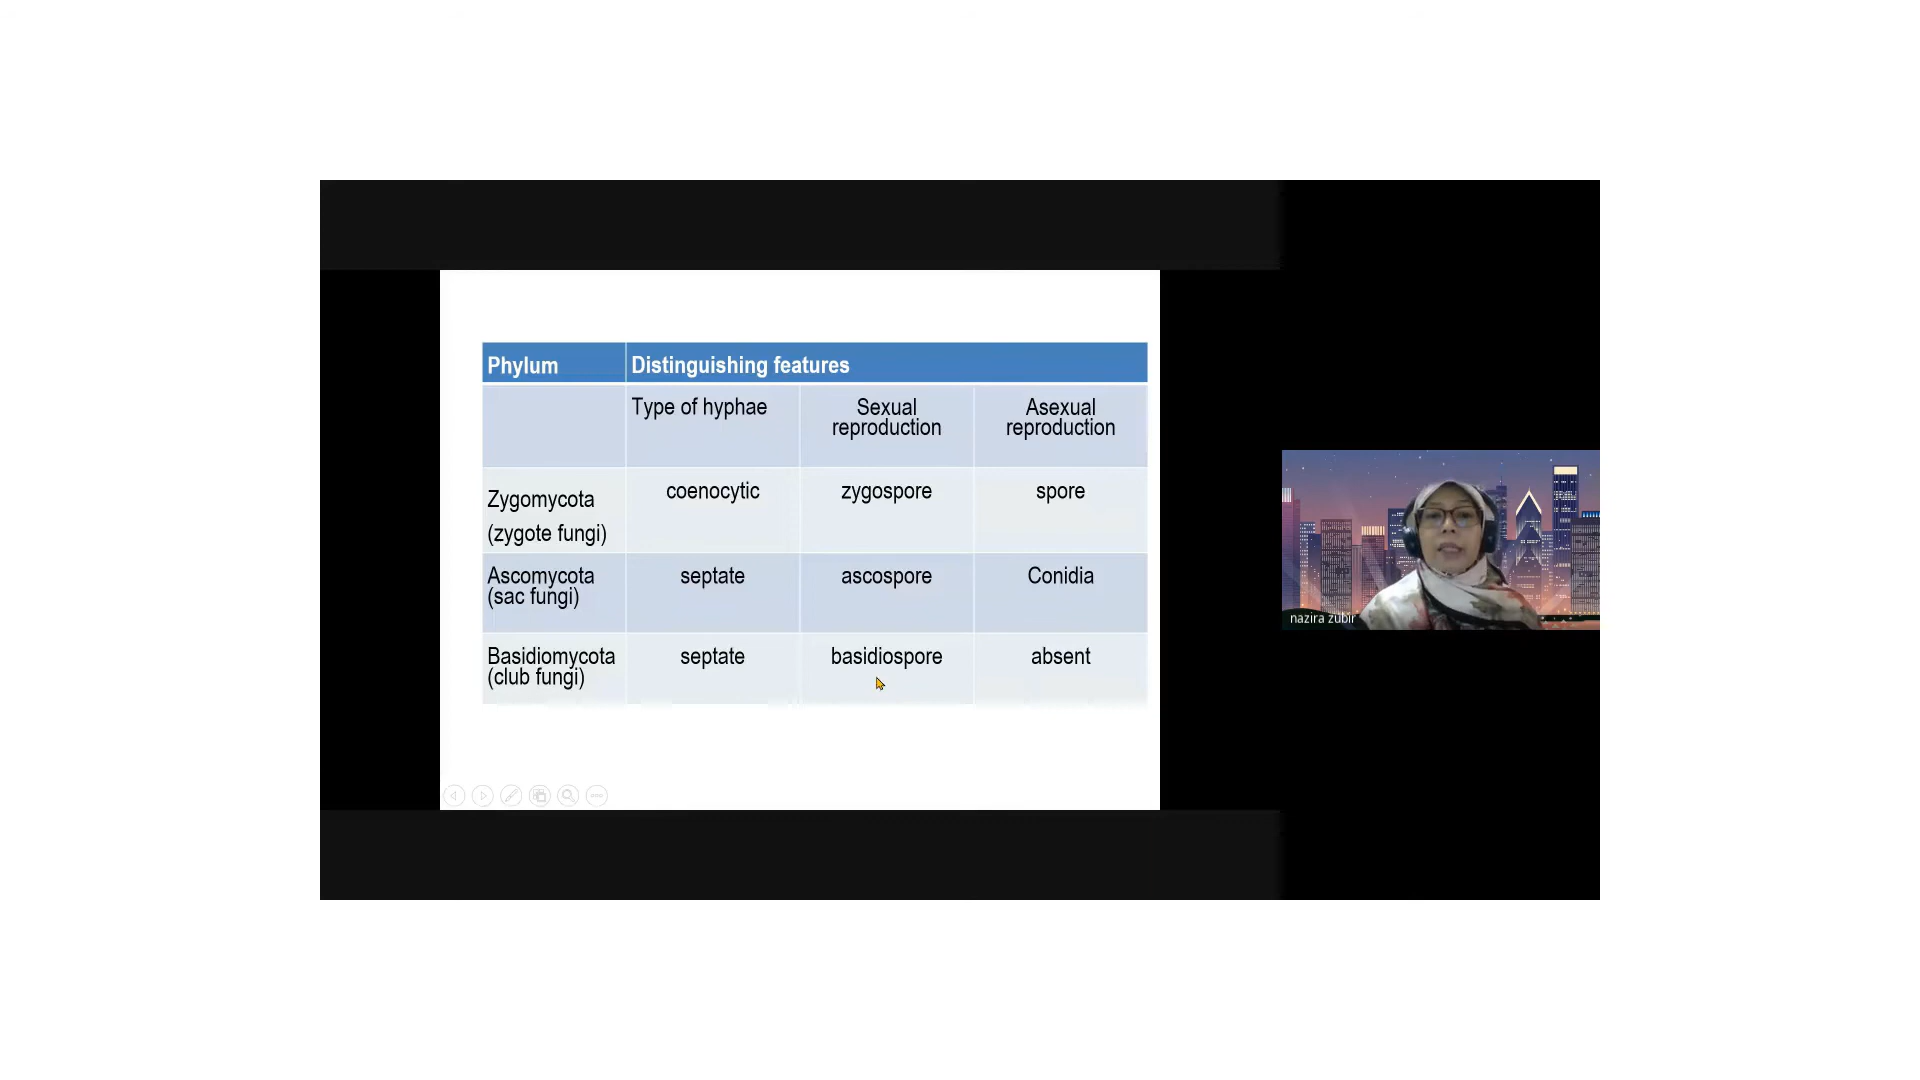 Phylum
Distinguishing features
Type of hyphae
Sexual
reproduction
Asexual
reproduction
Zygomycota
(zygote fungi)
coenocytic
zygospore
spore
Ascomycota
(sac fungi)
septate
ascospore
Conidia
Basidiomycota
(club fungi)
septate
basidiospore
absent
nazira zubir